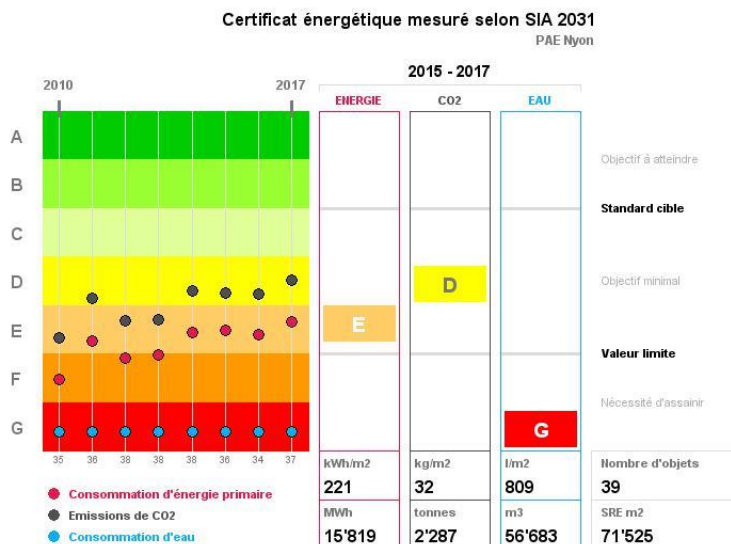 Certificat énergétique mesuré selon SIA 2031
PAE Nyon
2015 - 2017
2010 2017
ENERGIE CO2 EAU
A
B
C
D
E
F
G
Objectif à atteindre
Standard cible
Objectif minimal
Valeur limite
Nécessité d'assainir
D
E
G
35 36 38 38 36 36 34 37
kWh/m2 kg/m2 l/m2 Nombre d'objets
221 32 809 39
MWh tonnes m3 SRE m2
15'819 2'287 56'683 71'525
Consommation d'énergie primaire
Emissions de CO2
Consommation d'eau